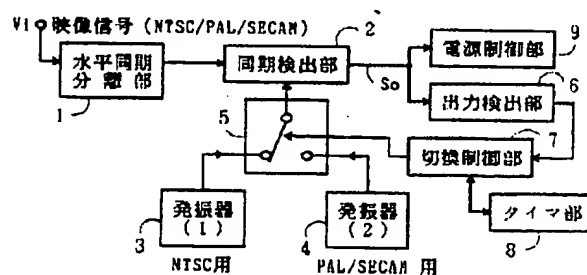 Vi 映像信号 (NTSC/PAL/SECAM)
水平同期
分離部
1
同期検出部
2
So
電源制御部
9
出力検出部
6
5
切換制御部
7
発振器
(1)
3
発振器
(2)
4
タイマ部
8
NTSC用
PAL/SECAM 用